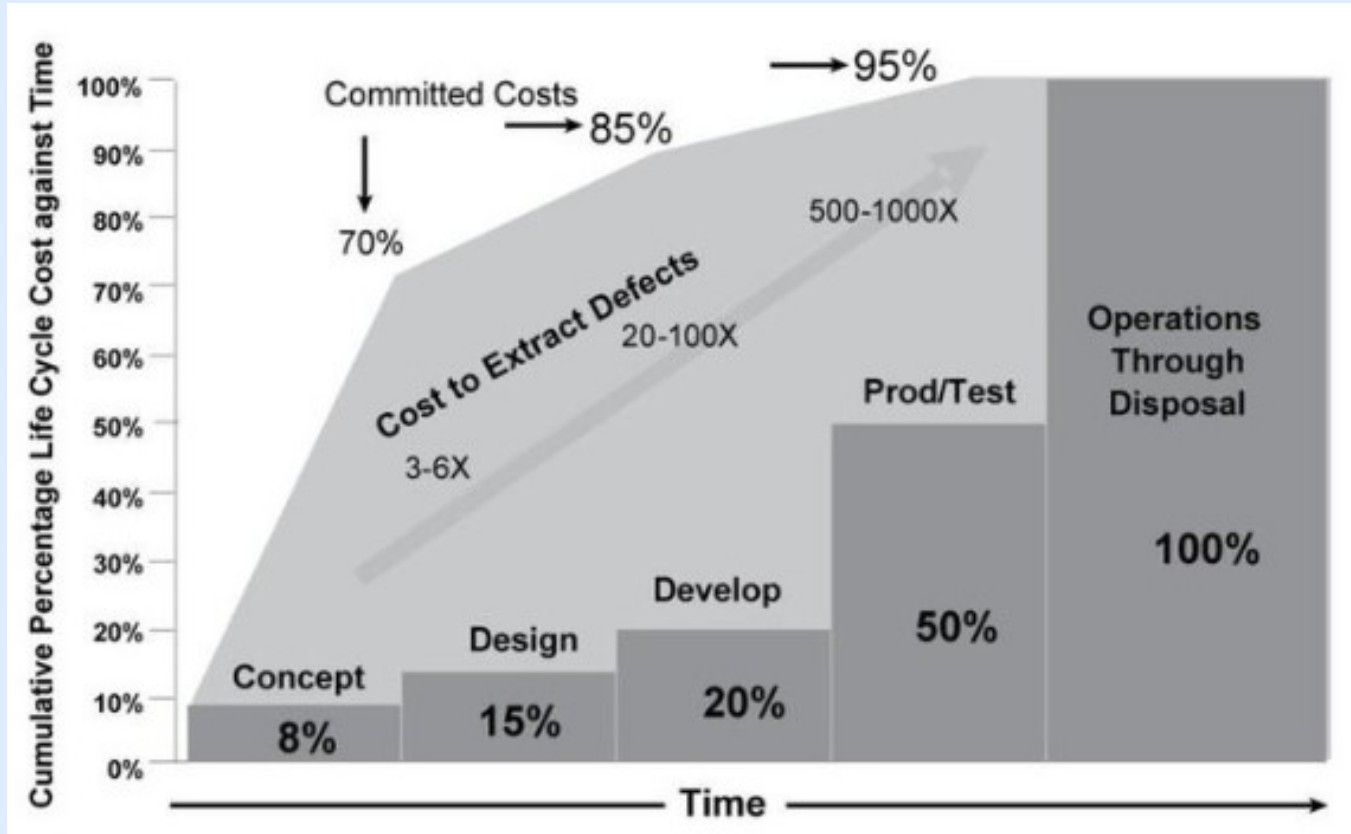 Cumulative Percentage Life Cycle Cost against Time
100%
90%
80%
70%
60%
50%
40%
30%
20%
10%
0%
Committed Costs
70%
85%
95%
Cost to Extract Defects
3-6X
20-100X
500-1000X
Concept
8%
Design
15%
Develop
20%
Prod/Test
50%
Operations
Through
Disposal
100%
Time